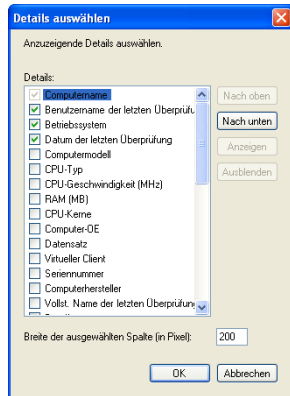 Details auswählen
Anzuzeigende Details auswählen.
Details:
Computername
Benutzername der letzten Überprüfu
Betriebssystem
Datum der letzten Überprüfung
Computermodell
CPU-Typ
CPU-Geschwindigkeit (MHz)
RAM (MB)
CPU-Kerne
Computer-OE
Datensatz
Virtueller Client
Seriennummer
Computerhersteller
Vollst. Name der letzten Überprüfung
Nach oben
Nach unten
Anzeigen
Ausblenden
Breite der ausgewählten Spalte (in Pixel):
200
OK
Abbrechen